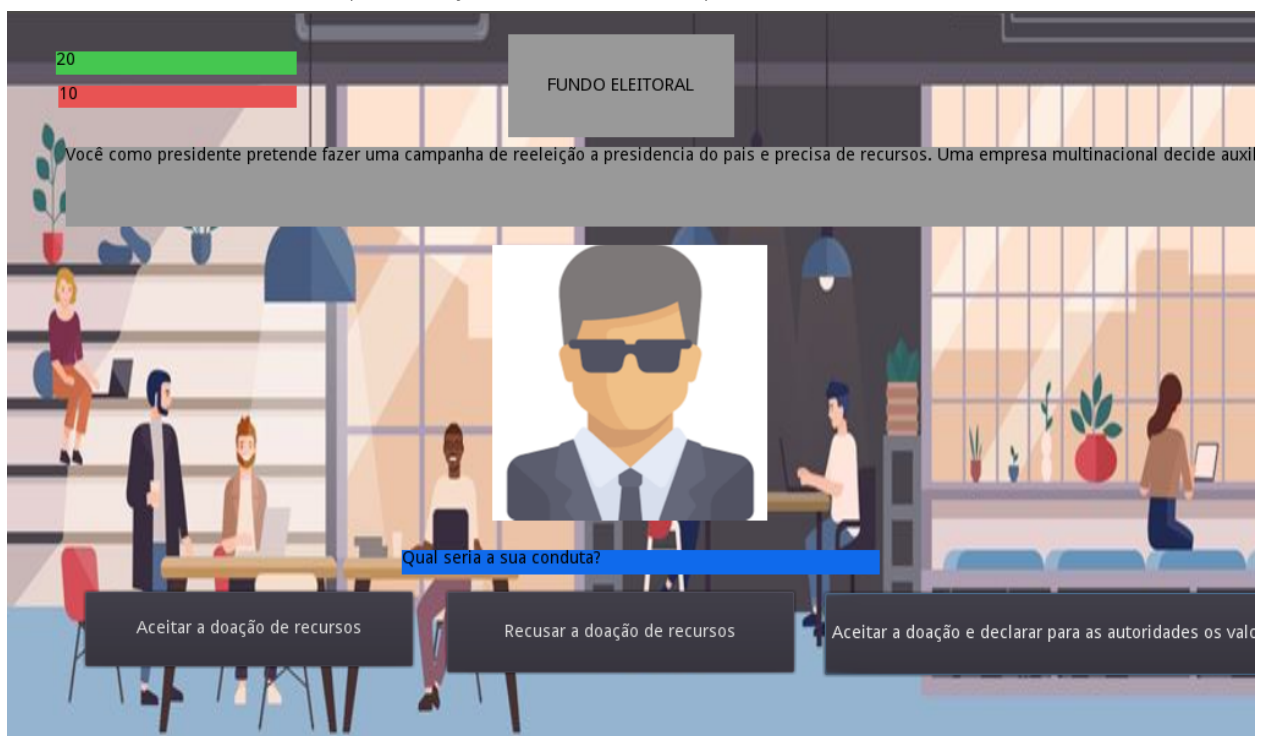 20
10
FUNDO ELEITORAL
Você como presidente pretende fazer uma campanha de reeleição a presidencia do pais e precisa de recursos. Uma empresa multinacional decide
Qual seria a sua conduta?
Aceitar a doação de recursos
Recusar a doação de recursos
Aceitar a doação e declarar para as autoridades os